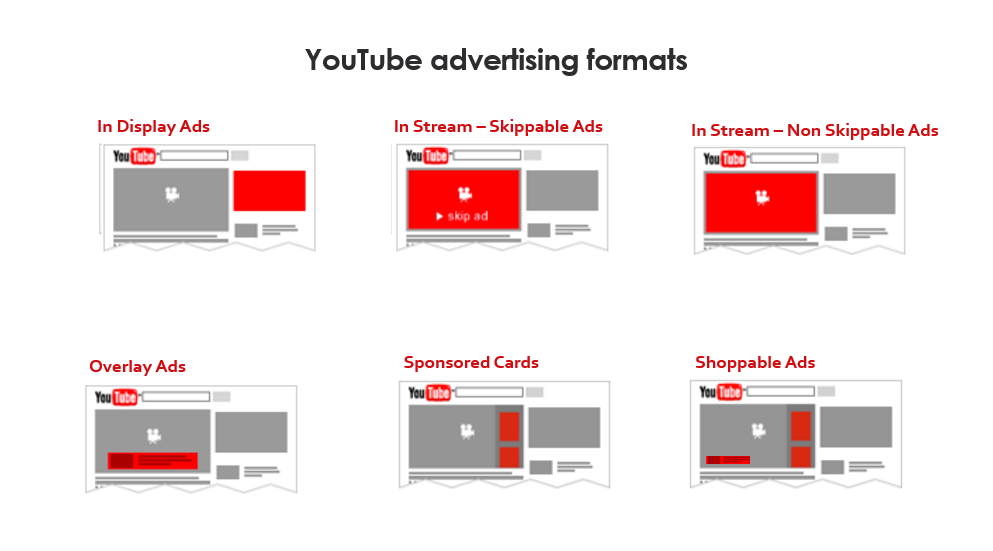 YouTube advertising formats
In Display Ads
In Stream – Skippable Ads
In Stream – Non Skippable Ads
YouTube
YouTube
YouTube
skip ad
Overlay Ads
Sponsored Cards
Shoppable Ads
YouTube
YouTube
YouTube